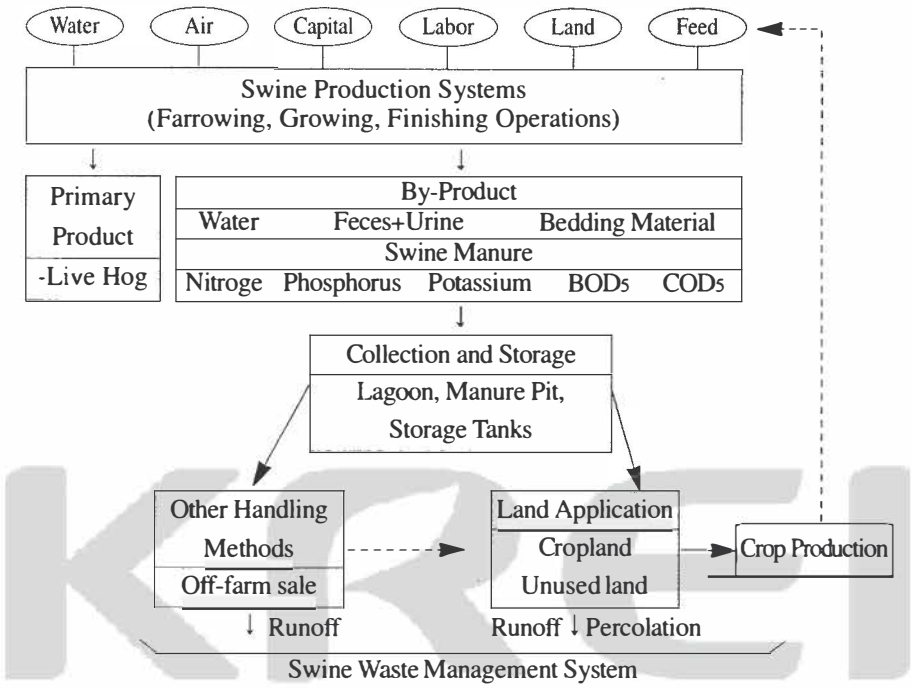 Water Air Capital Labor Land Feed
Swine Production Systems
(Farrowing, Growing, Finishing Operations)
Primary
Product
-Live Hog
By-Product
Water Feces+Urine Bedding Material
Swine Manure
Nitroge Phosphorus Potassium BOD5 COD5
Collection and Storage
Lagoon, Manure Pit,
Storage Tanks
Other Handling
Methods
Off-farm sale
Land Application
Cropland
Unused land
Crop Production
Runoff
Runoff Percolation
Swine Waste Management System
KREI